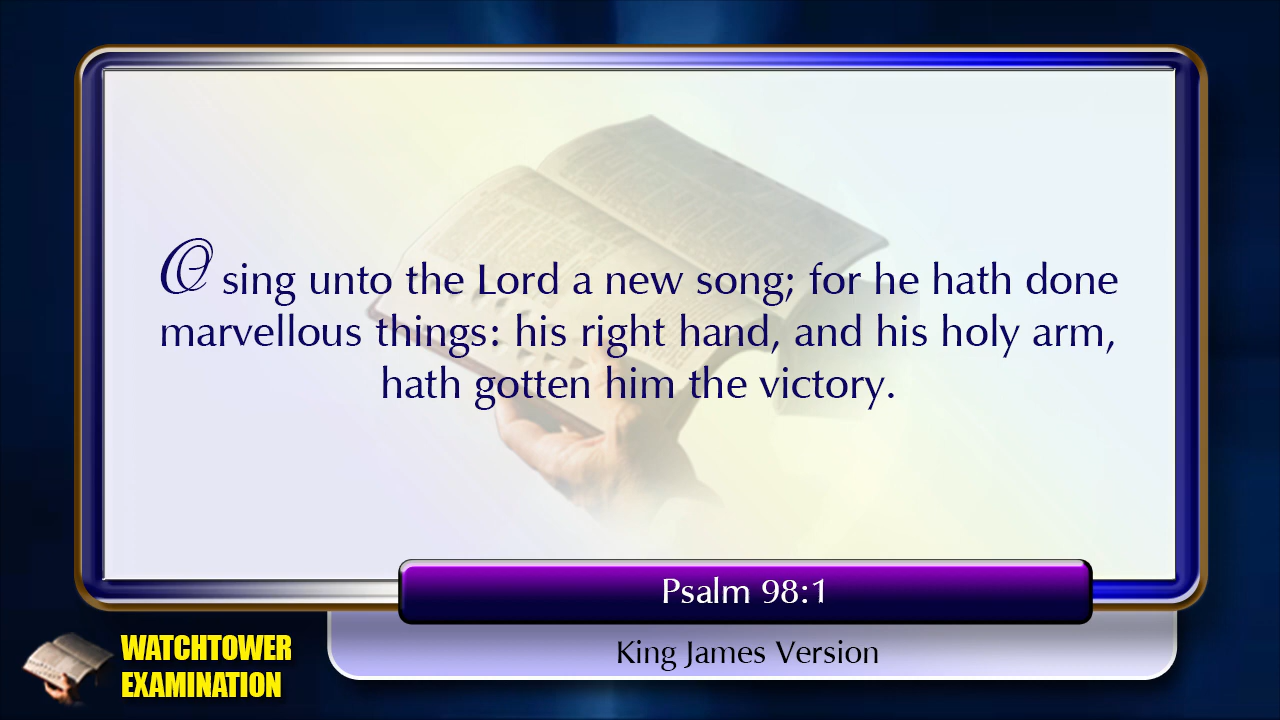 O sing unto the Lord a new song; for he hath done
marvellous things: his right hand, and his holy arm,
hath gotten him the victory.
Psalm 98:1
King James Version
WATCHTOWER
EXAMINATION